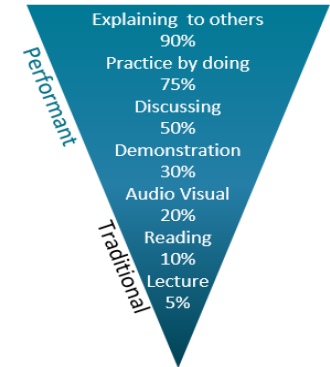 Explaining to others
90%
Practice by doing
75%
Discussing
50%
Demonstration
30%
Audio Visual
20%
Reading
10%
Lecture
5%
Performant
Traditional